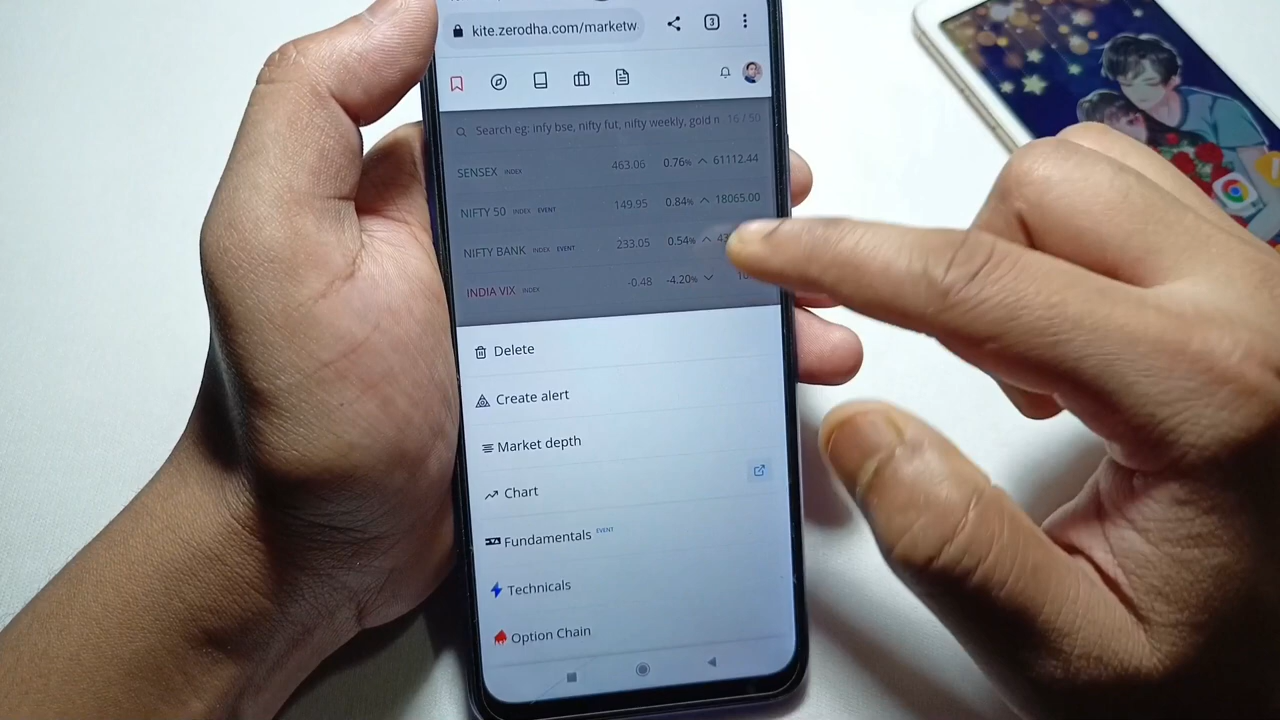 kite.zerodha.com/marketw
3
Search eg: infy bse, nifty fut, nifty weekly, gold n 16 / 50
SENSEX INDEX 463.06 0.76% 61112.44
NIFTY 50 INDEX EVENT 149.95 0.84% 18065.00
NIFTY BANK INDEX EVENT 233.05 0.54%
INDIA VIX INDEX -0.48 -4.20%
Delete
Create alert
Market depth
Chart
Fundamentals EVENT
Technicals
Option Chain